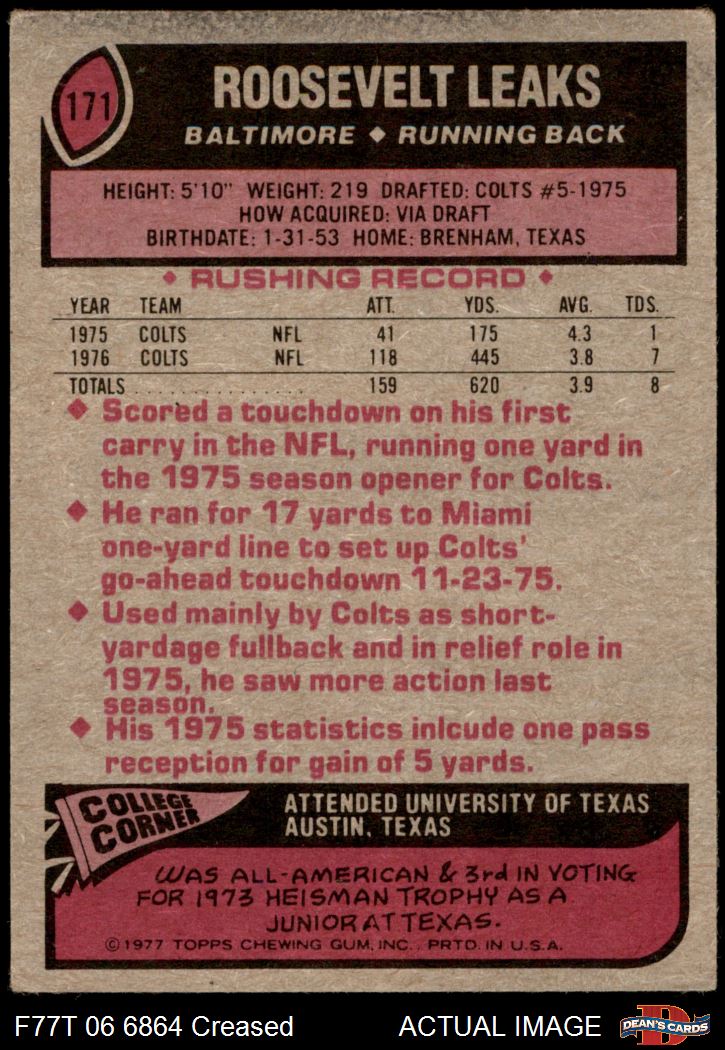 171
ROOSEVELT LEAKS
BALTIMORE ◆ RUNNING BACK
HEIGHT: 5'10" WEIGHT: 219 DRAFTED: COLTS #5-1975
HOW ACQUIRED: VIA DRAFT
BIRTHDATE: 1-31-53 HOME: BRENHAM, TEXAS
◆ RUSHING RECORD ◆
YEAR TEAM ATT. YDS. AVG. TDS.
1975 COLTS NFL 41 175 4.3 1
1976 COLTS NFL 118 445 3.8 7
TOTALS . . . . . . . . . . . . . . . . . . 159 620 3.9 8
◆ Scored a touchdown on his first
carry in the NFL, running one yard in
the 1975 season opener for Colts.
◆ He ran for 17 yards to Miami
one-yard line to set up Colts'
go-ahead touchdown 11-23-75.
◆ Used mainly by Colts as short-
yardage fullback and in relief role in
1975, he saw more action last
season.
◆ His 1975 statistics inlcude one pass
reception for gain of 5 yards.
COLLEGE
CORNER
ATTENDED UNIVERSITY OF TEXAS
AUSTIN, TEXAS
WAS ALL-AMERICAN & 3rd IN VOTING
FOR 1973 HEISMAN TROPHY AS A
JUNIOR AT TEXAS.
©1977 TOPPS CHEWING GUM, INC., PRTD. IN U.S.A.
F77T 06 6864 Creased ACTUAL IMAGE
D
DEAN'S CARDS